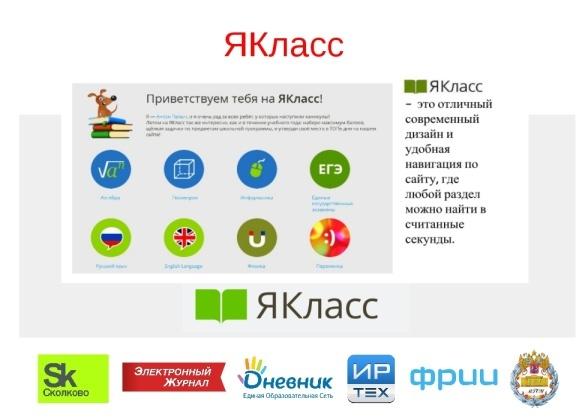 ЯКласс
Приветствуем тебя на ЯКласс!
√aⁿ
ЕГЭ
Алгебра
Геометрия
Информатика
Единые
государственные
экзамены
:)
Русский язык
English Language
Физика
Переменка
ЯКласс
– это отличный
современный
дизайн и
удобная
навигация по
сайту, где
любой раздел
можно найти в
считанные
секунды.
ЯКласс
Sk
Сколково
Электронный
Журнал
Дневник
Единая Образовательная Сеть
ИР
ТЕХ
фрии